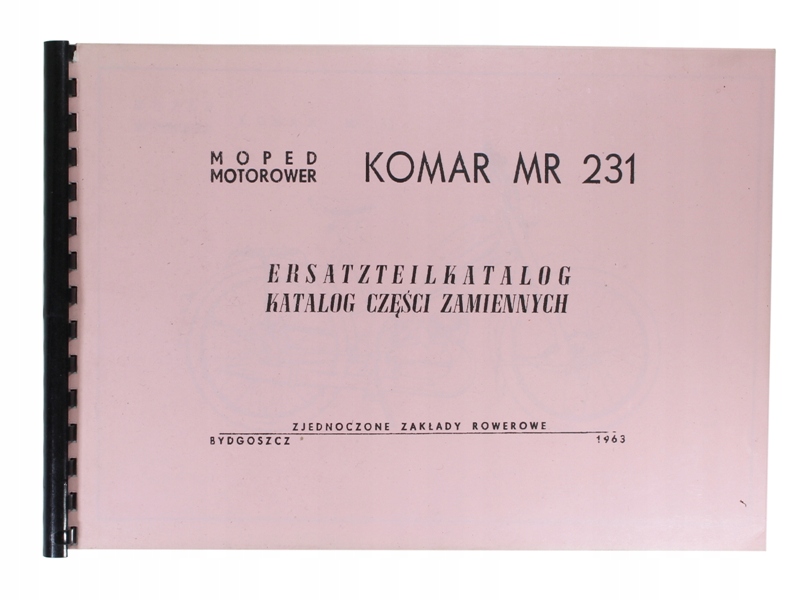 MOPED
MOTOROWER
KOMAR MR 231
ERSATZTEILKATALOG
KATALOG CZĘŚCI ZAMIENNYCH
ZJEDNOCZONE ZAKŁADY ROWEROWE
BYDGOSZCZ 1963